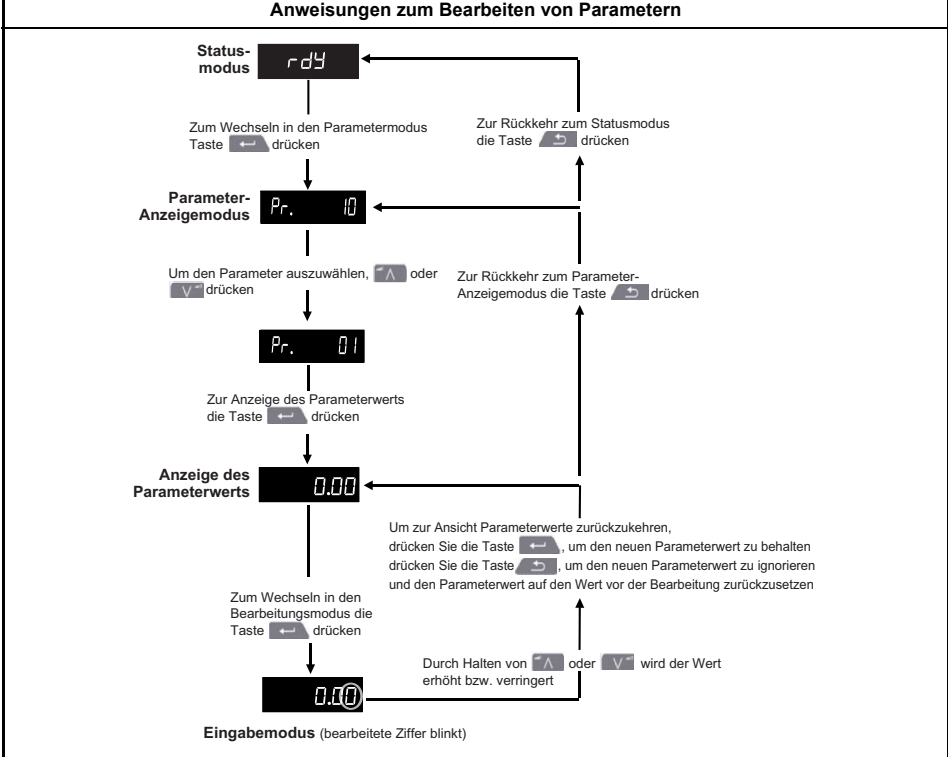 Anweisungen zum Bearbeiten von Parametern
Status-
modus
rdy
Zum Wechseln in den Parametermodus
Taste drücken
Zur Rückkehr zum Statusmodus
die Taste drücken
Parameter-
Anzeigemodus
Pr. 10
Um den Parameter auszuwählen, oder
drücken
Zur Rückkehr zum Parameter-
Anzeigemodus die Taste drücken
Pr. 01
Zur Anzeige des Parameterwerts
die Taste drücken
Anzeige des
Parameterwerts
0.00
Um zur Ansicht Parameterwerte zurückzukehren,
drücken Sie die Taste , um den neuen Parameterwert zu behalten
drücken Sie die Taste , um den neuen Parameterwert zu ignorieren
und den Parameterwert auf den Wert vor der Bearbeitung zurückzusetzen
Zum Wechseln in den
Bearbeitungsmodus die
Taste drücken
Durch Halten von oder wird der Wert
erhöht bzw. verringert
0.00
Eingabemodus (bearbeitete Ziffer blinkt)